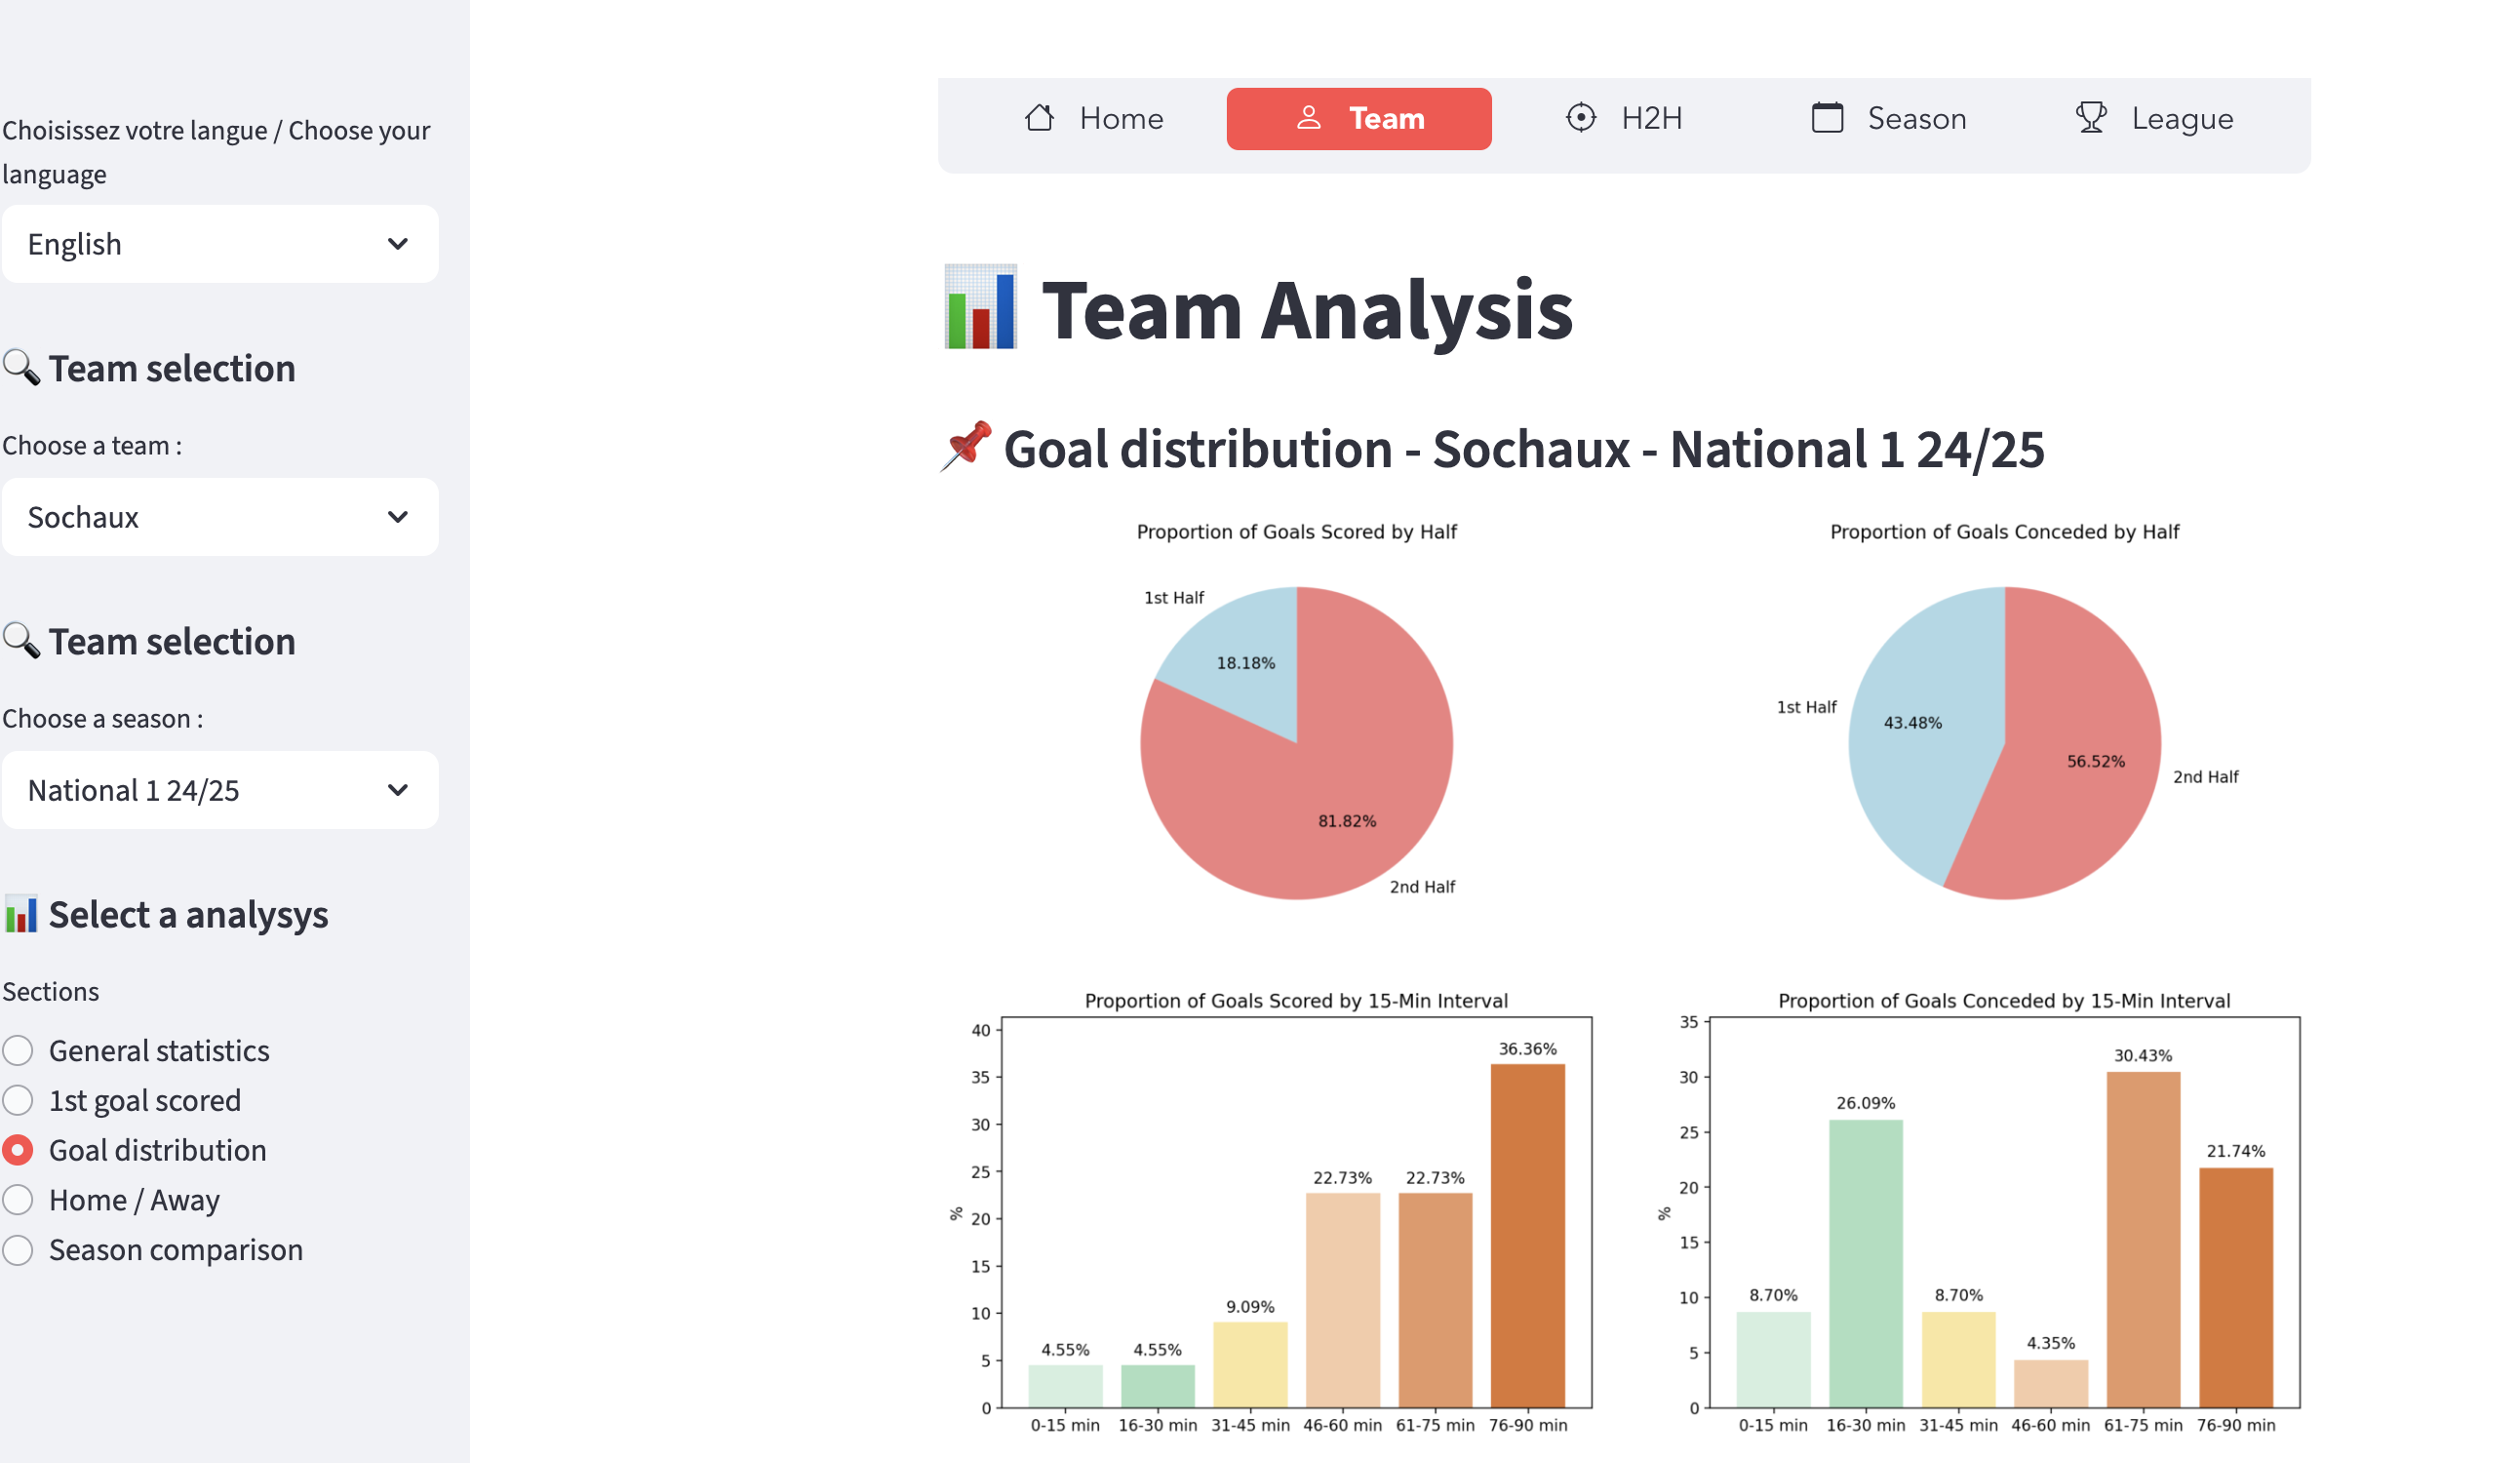 Choisissez votre langue / Choose your
language
English
Team selection
Choose a team :
Sochaux
Team selection
Choose a season :
National 1 24/25
Select a analysys
Sections
General statistics
1st goal scored
Goal distribution
Home / Away
Season comparison
Home
Team
H2H
Season
League
Team Analysis
Goal distribution - Sochaux - National 1 24/25
Proportion of Goals Scored by Half
1st Half
18.18%
81.82%
2nd Half
Proportion of Goals Conceded by Half
1st Half
43.48%
56.52%
2nd Half
Proportion of Goals Scored by 15-Min Interval
%
40
35
30
25
20
15
10
5
0
4.55%
4.55%
9.09%
22.73%
22.73%
36.36%
0-15 min
16-30 min
31-45 min
46-60 min
61-75 min
76-90 min
Proportion of Goals Conceded by 15-Min Interval
%
35
30
25
20
15
10
5
0
8.70%
26.09%
8.70%
4.35%
30.43%
21.74%
0-15 min
16-30 min
31-45 min
46-60 min
61-75 min
76-90 min